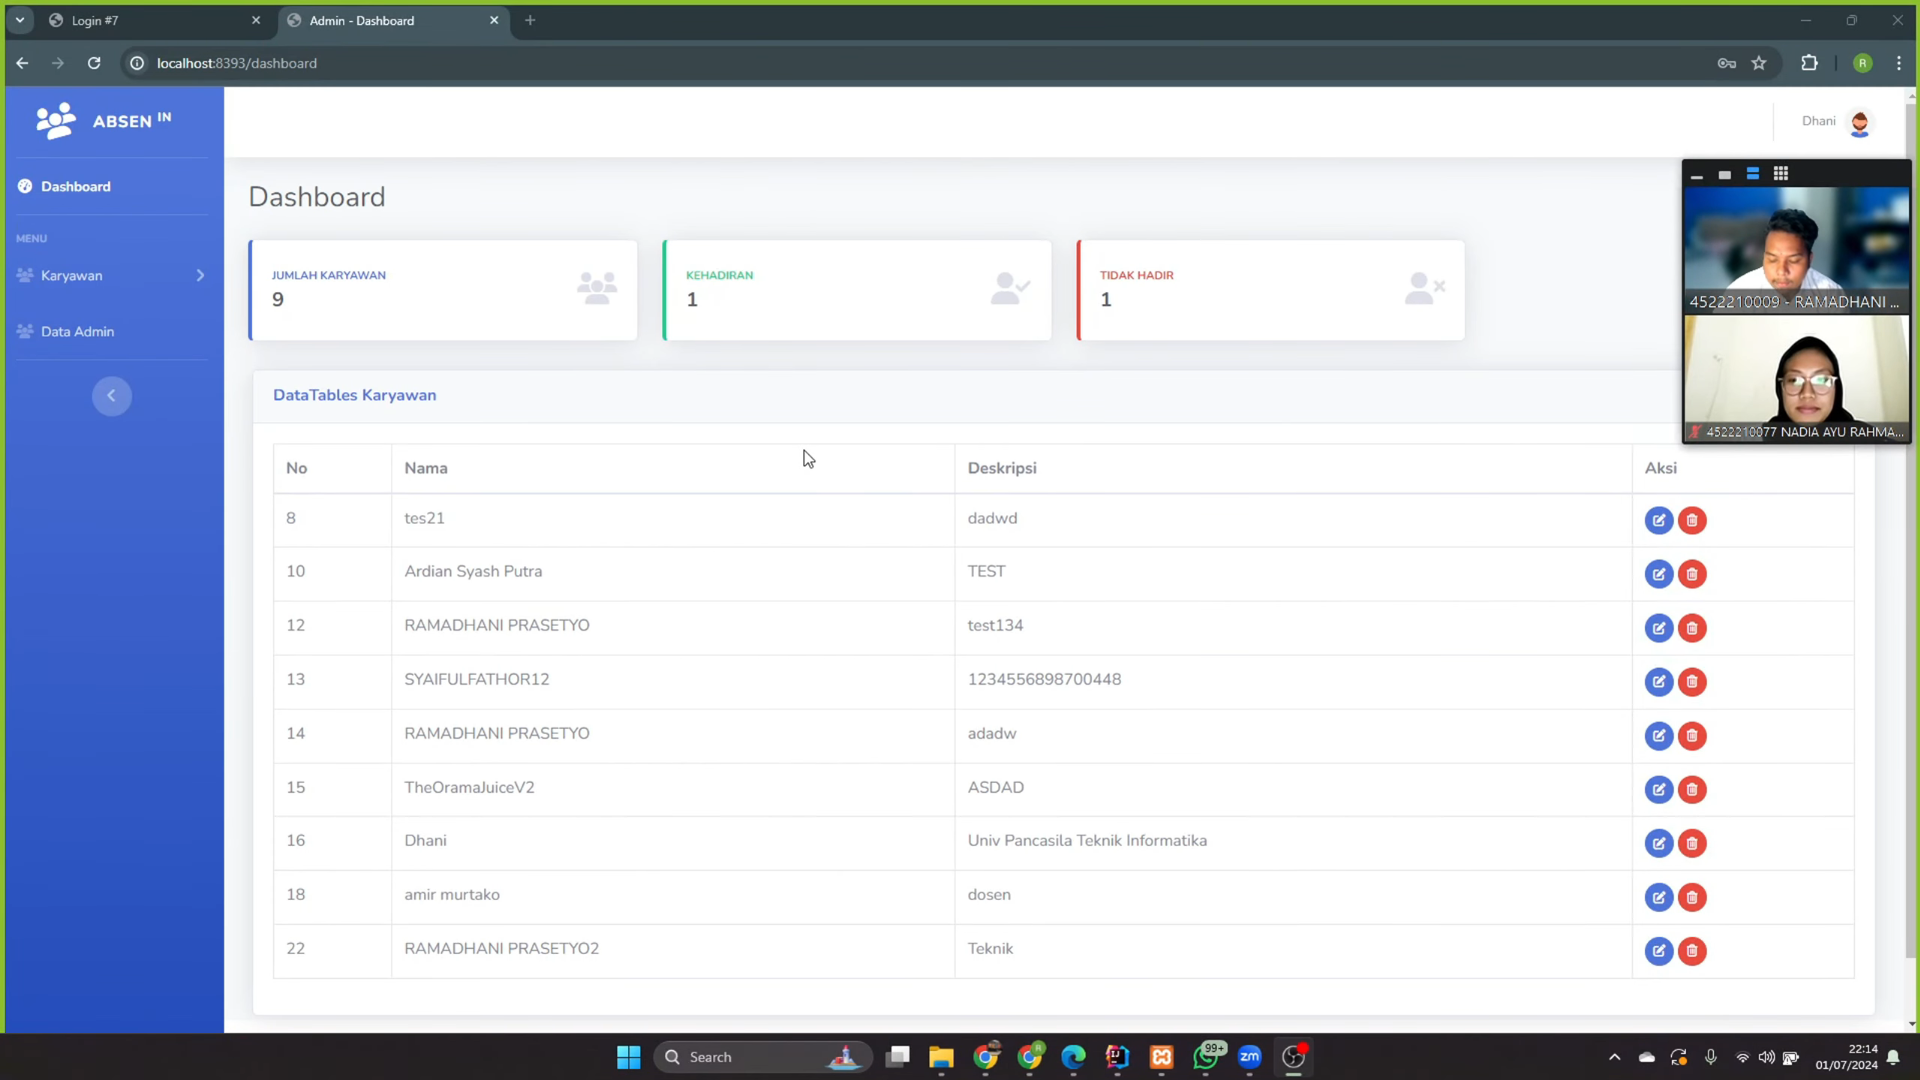 Login #7
Admin - Dashboard
localhost:8393/dashboard
R
ABSEN IN
Dhani
Dashboard
MENU
Karyawan
Data Admin
Dashboard
JUMLAH KARYAWAN
9
KEHADIRAN
1
TIDAK HADIR
1
4522210009 - RAMADHANI ...
4522210077 NADIA AYU RAHMA...
DataTables Karyawan
No Nama Deskripsi Aksi
8 tes21 dadwd
10 Ardian Syash Putra TEST
12 RAMADHANI PRASETYO test134
13 SYAIFULFATHOR12 1234556898700448
14 RAMADHANI PRASETYO adadw
15 TheOramaJuiceV2 ASDAD
16 Dhani Univ Pancasila Teknik Informatika
18 amir murtako dosen
22 RAMADHANI PRASETYO2 Teknik
Search
R
99+
zm
22:14
01/07/2024